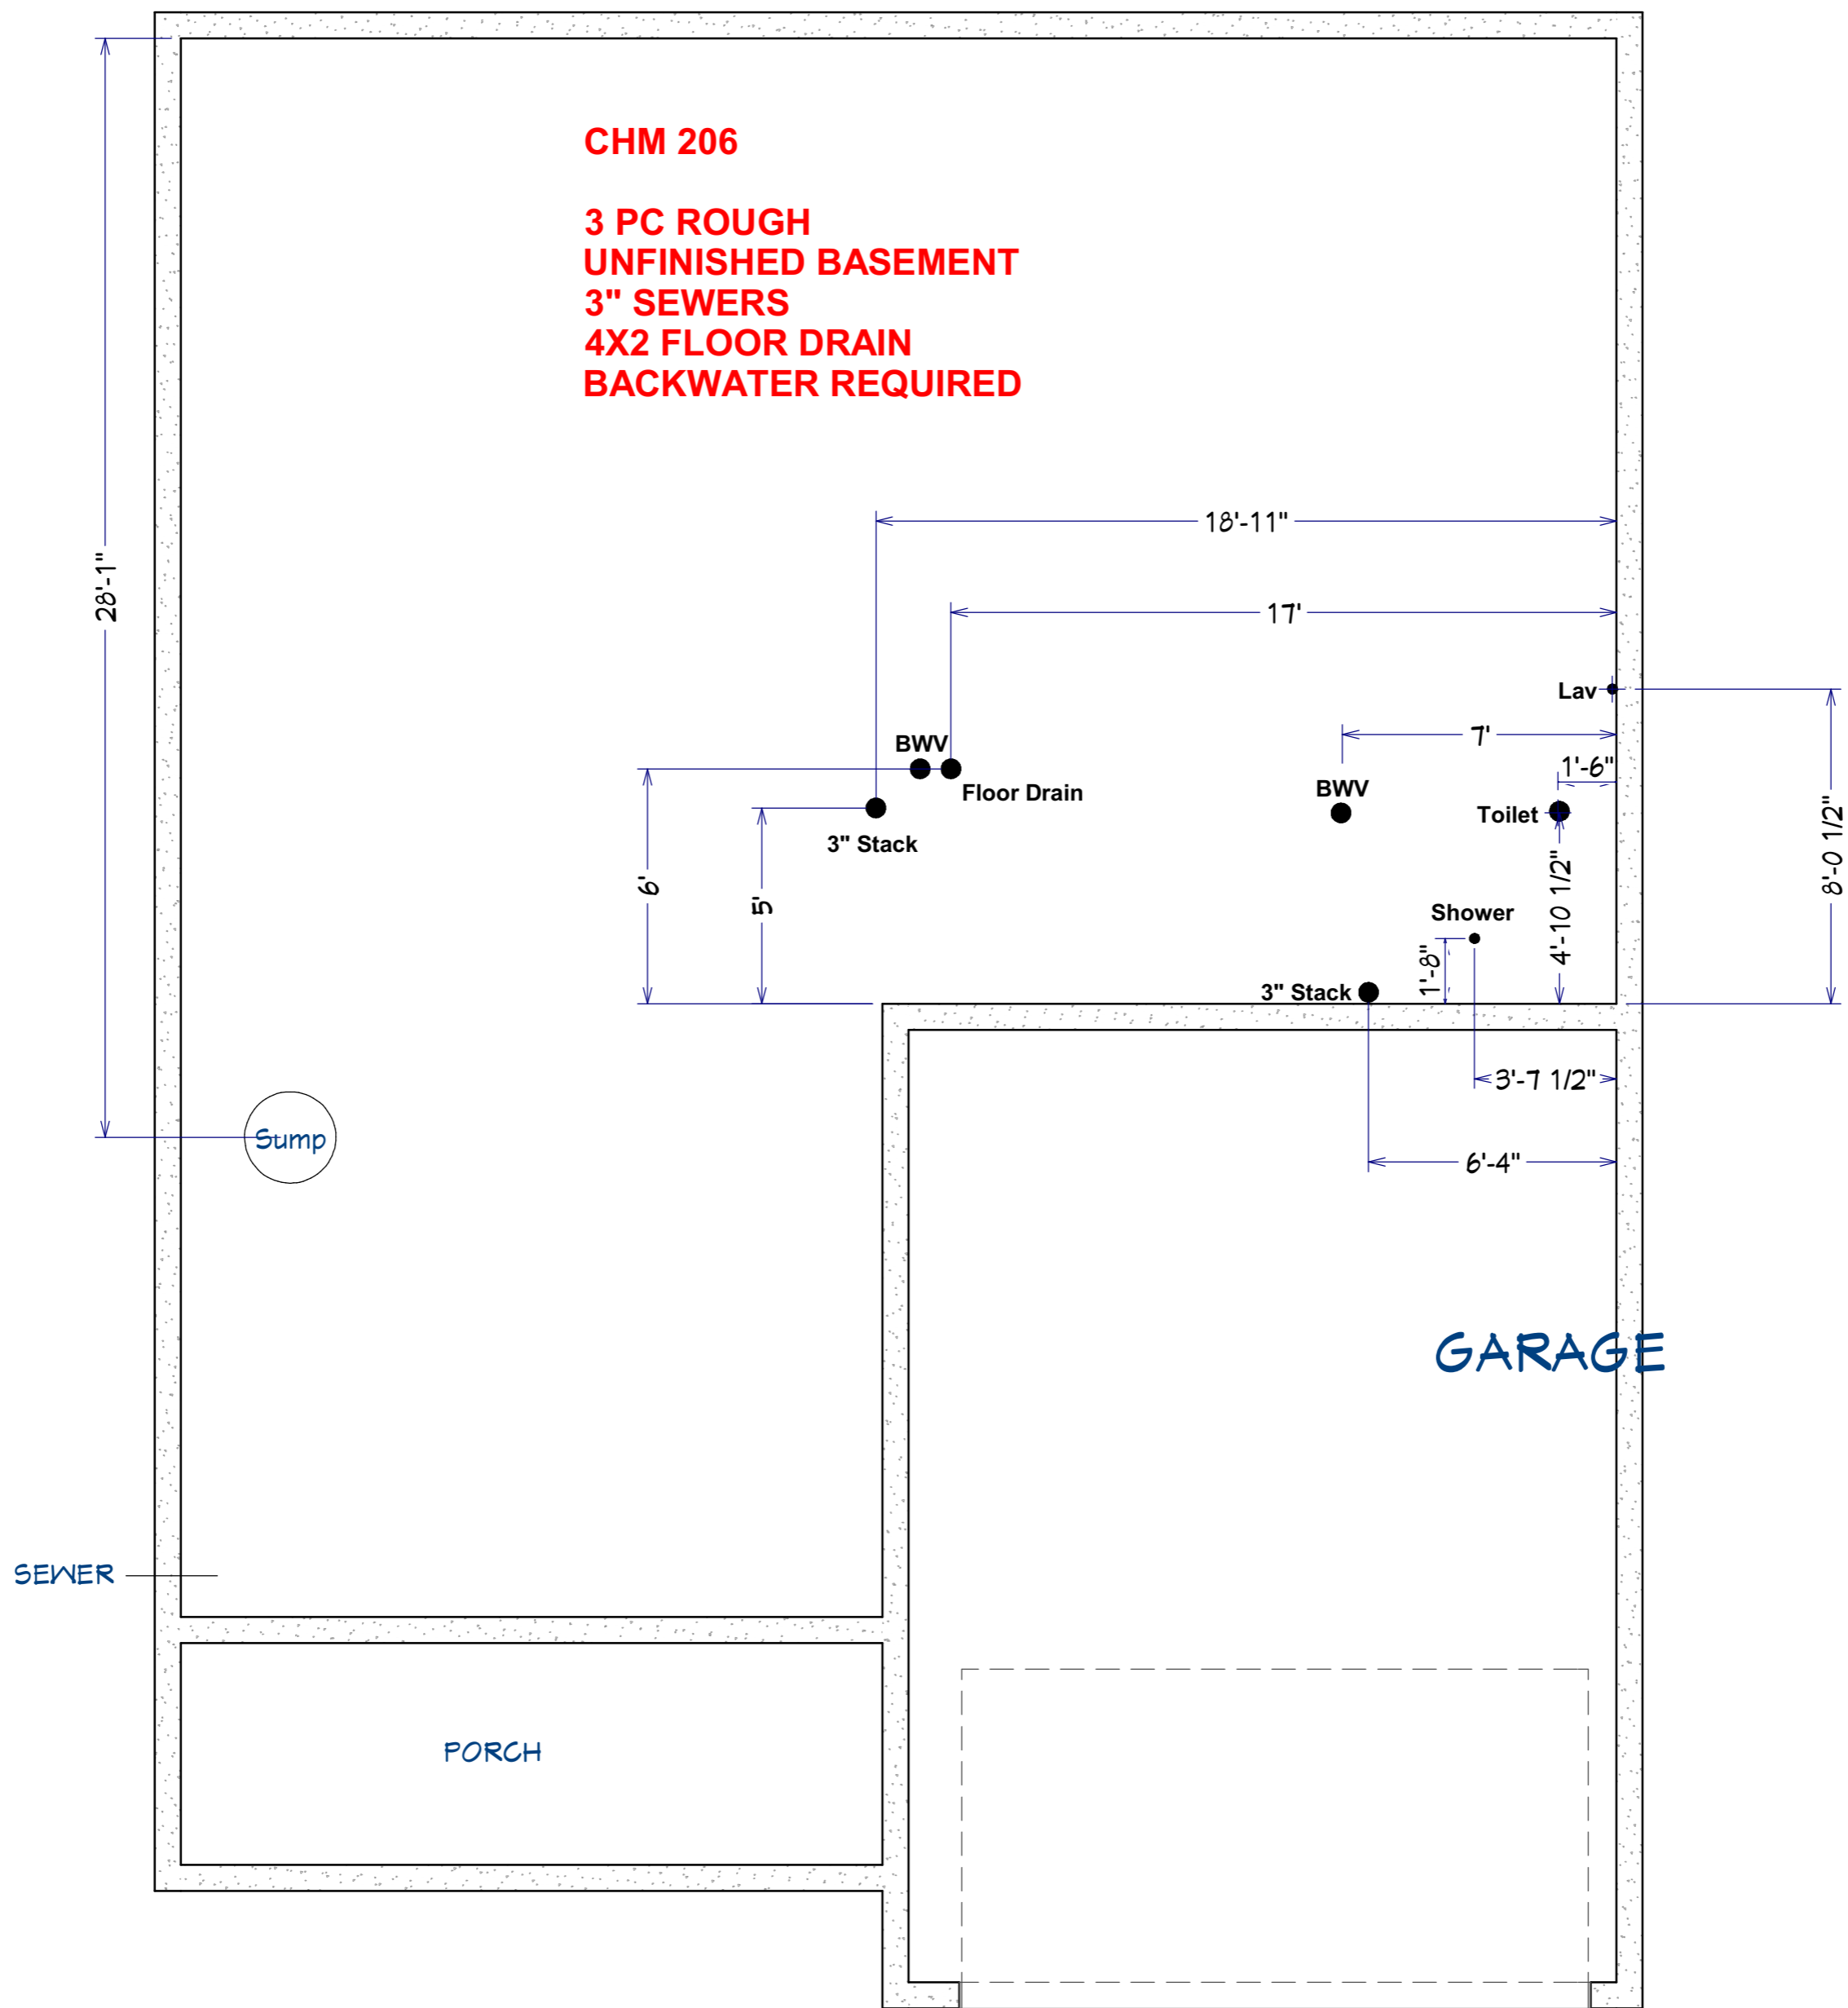 CHM 206
3 PC ROUGH
UNFINISHED BASEMENT
3" SEWERS
4X2 FLOOR DRAIN
BACKWATER REQUIRED
18'-11"
28'-1"
17'
Lav
7'
BWV
1'-6"
Floor Drain
BWV
Toilet
3" Stack
8'-0 1/2"
6'
5'
4'-10 1/2"
Shower
1'-8"
3" Stack
3'-7 1/2"
Sump
6'-4"
GARAGE
SEWER
PORCH